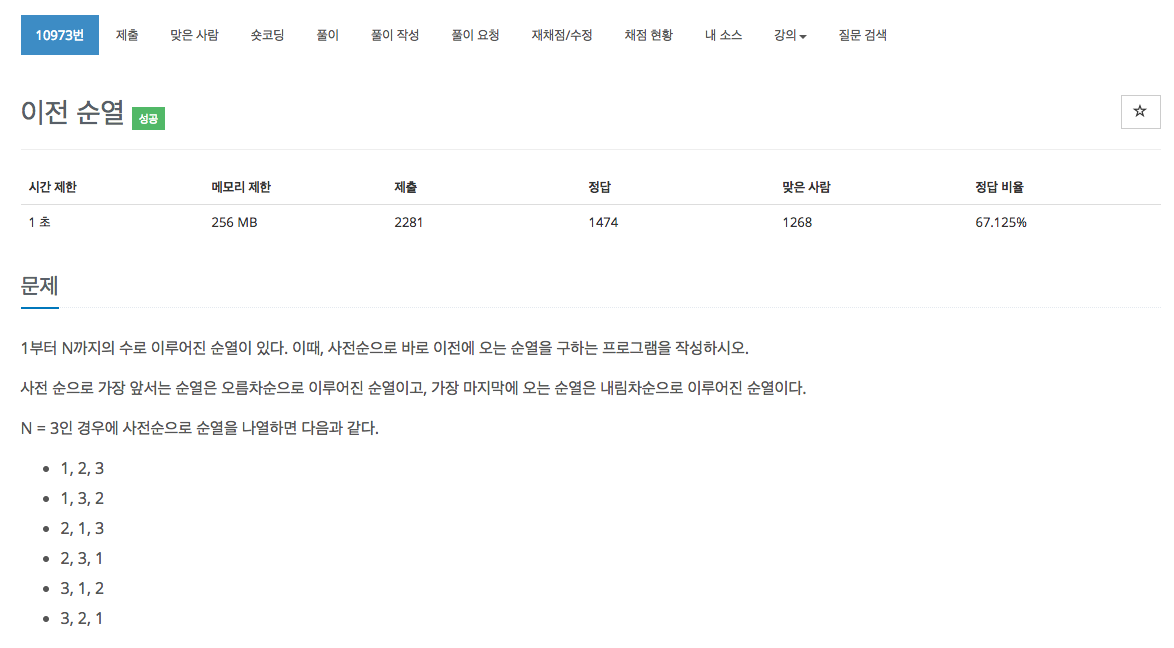 10973번 제출 맞은 사람 숏코딩 풀이 풀이 작성 풀이 요청 재채점/수정 채점 현황 내 소스 강의 질문 검색
이전 순열 성공
시간 제한 메모리 제한 제출 정답 맞은 사람 정답 비율
1 초 256 MB 2281 1474 1268 67.125%
문제
1부터 N까지의 수로 이루어진 순열이 있다. 이때, 사전순으로 바로 이전에 오는 순열을 구하는 프로그램을 작성하시오.
사전 순으로 가장 앞서는 순열은 오름차순으로 이루어진 순열이고, 가장 마지막에 오는 순열은 내림차순으로 이루어진 순열이다.
N = 3인 경우에 사전순으로 순열을 나열하면 다음과 같다.
• 1, 2, 3
• 1, 3, 2
• 2, 1, 3
• 2, 3, 1
• 3, 1, 2
• 3, 2, 1